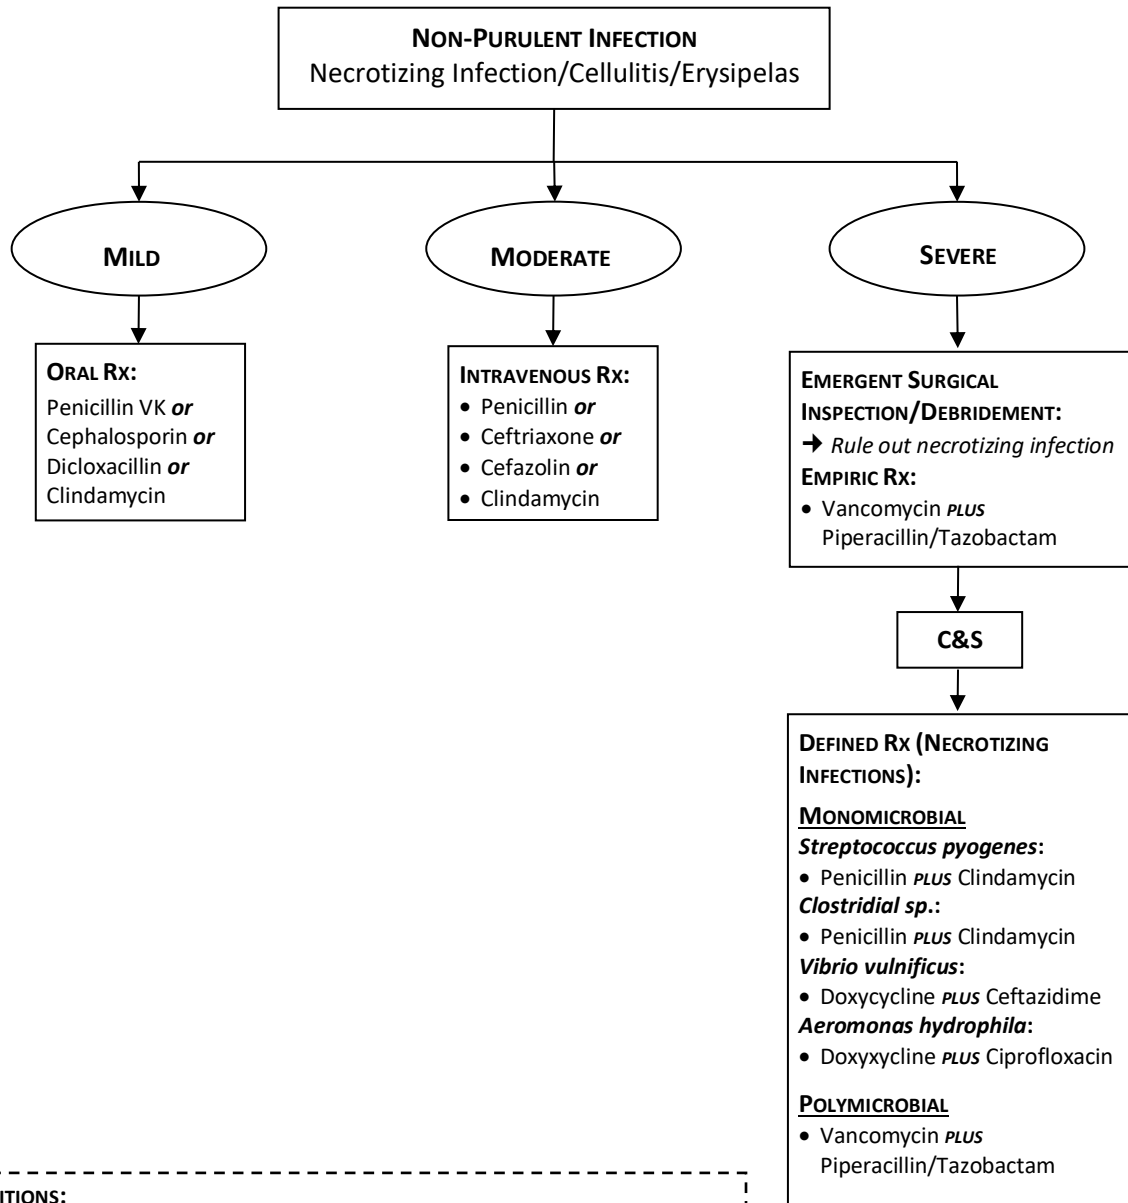 NON-PURULENT INFECTION
Necrotizing Infection/Cellulitis/Erysipelas
MILD
MODERATE
SEVERE
ORAL RX:
Penicillin VK or
Cephalosporin or
Dicloxacillin or
Clindamycin
INTRAVENOUS RX:
• Penicillin or
• Ceftriaxone or
• Cefazolin or
• Clindamycin
EMERGENT SURGICAL
INSPECTION/DEBRIDEMENT:
➔ Rule out necrotizing infection
EMPIRIC RX:
• Vancomycin PLUS
Piperacillin/Tazobactam
C&S
DEFINED RX (NECROTIZING
INFECTIONS):
MONOMICROBIAL
Streptococcus pyogenes:
• Penicillin PLUS Clindamycin
Clostridial sp.:
• Penicillin PLUS Clindamycin
Vibrio vulnificus:
• Doxycycline PLUS Ceftazidime
Aeromonas hydrophila:
• Doxyxycline PLUS Ciprofloxacin
POLYMICROBIAL
• Vancomycin PLUS
Piperacillin/Tazobactam